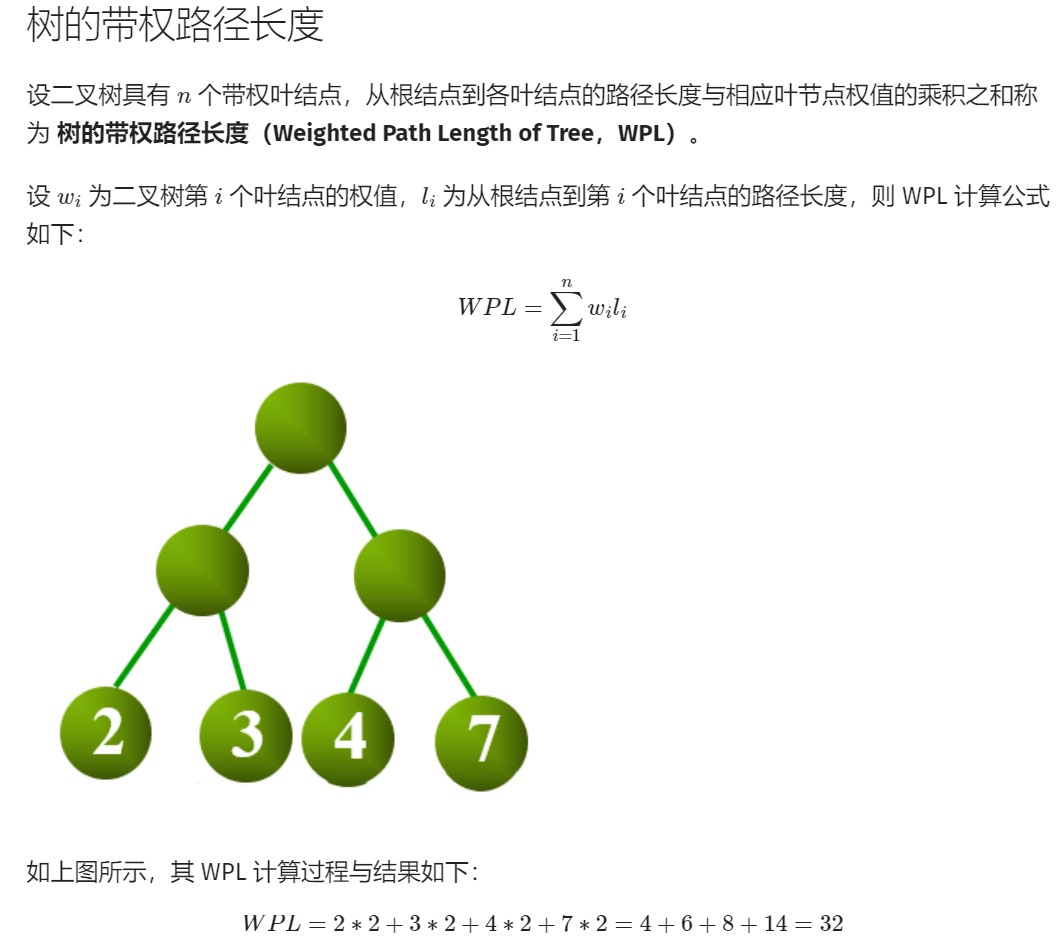 树的带权路径长度
设二叉树具有 n 个带权叶结点，从根结点到各叶结点的路径长度与相应叶节点权值的乘积之和称
为 树的带权路径长度（Weighted Path Length of Tree，WPL）。
设 wᵢ 为二叉树第 i 个叶结点的权值，lᵢ 为从根结点到第 i 个叶结点的路径长度，则 WPL 计算公式
如下：
WPL = ∑ᵢ₌₁ⁿ wᵢlᵢ
2 3 4 7
如上图所示，其 WPL 计算过程与结果如下：
WPL = 2 ∗ 2 + 3 ∗ 2 + 4 ∗ 2 + 7 ∗ 2 = 4 + 6 + 8 + 14 = 32